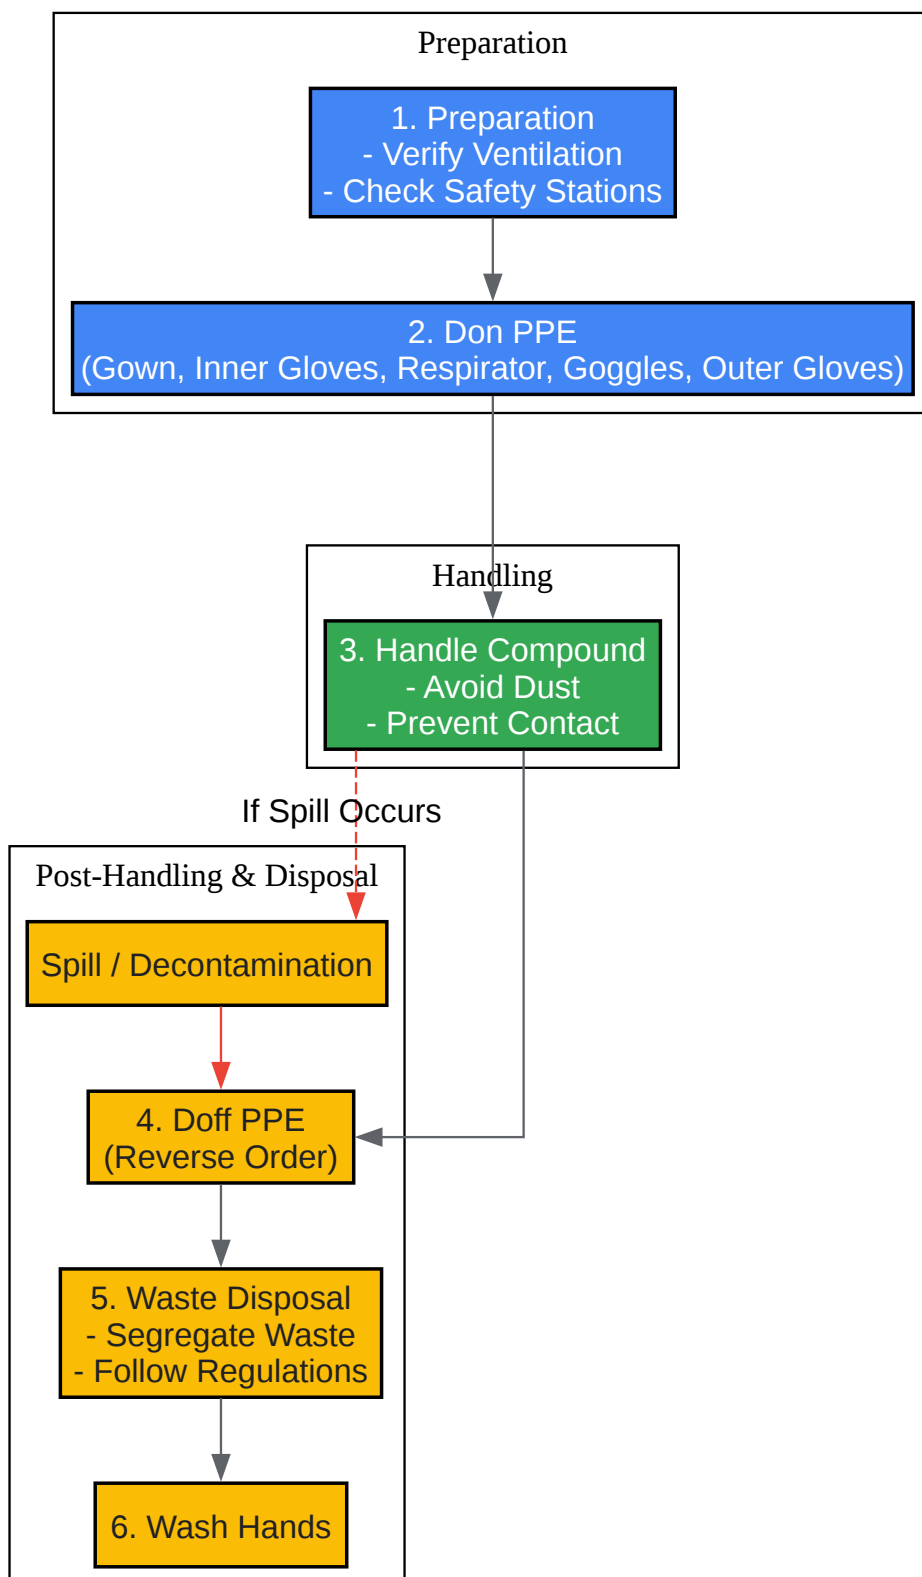 Preparation
1. Preparation
- Verify Ventilation
- Check Safety Stations
2. Don PPE
(Gown, Inner Gloves, Respirator, Goggles, Outer Gloves)
Handling
3. Handle Compound
- Avoid Dust
- Prevent Contact
If Spill Occurs
Post-Handling & Disposal
Spill / Decontamination
4. Doff PPE
(Reverse Order)
5. Waste Disposal
- Segregate Waste
- Follow Regulations
6. Wash Hands